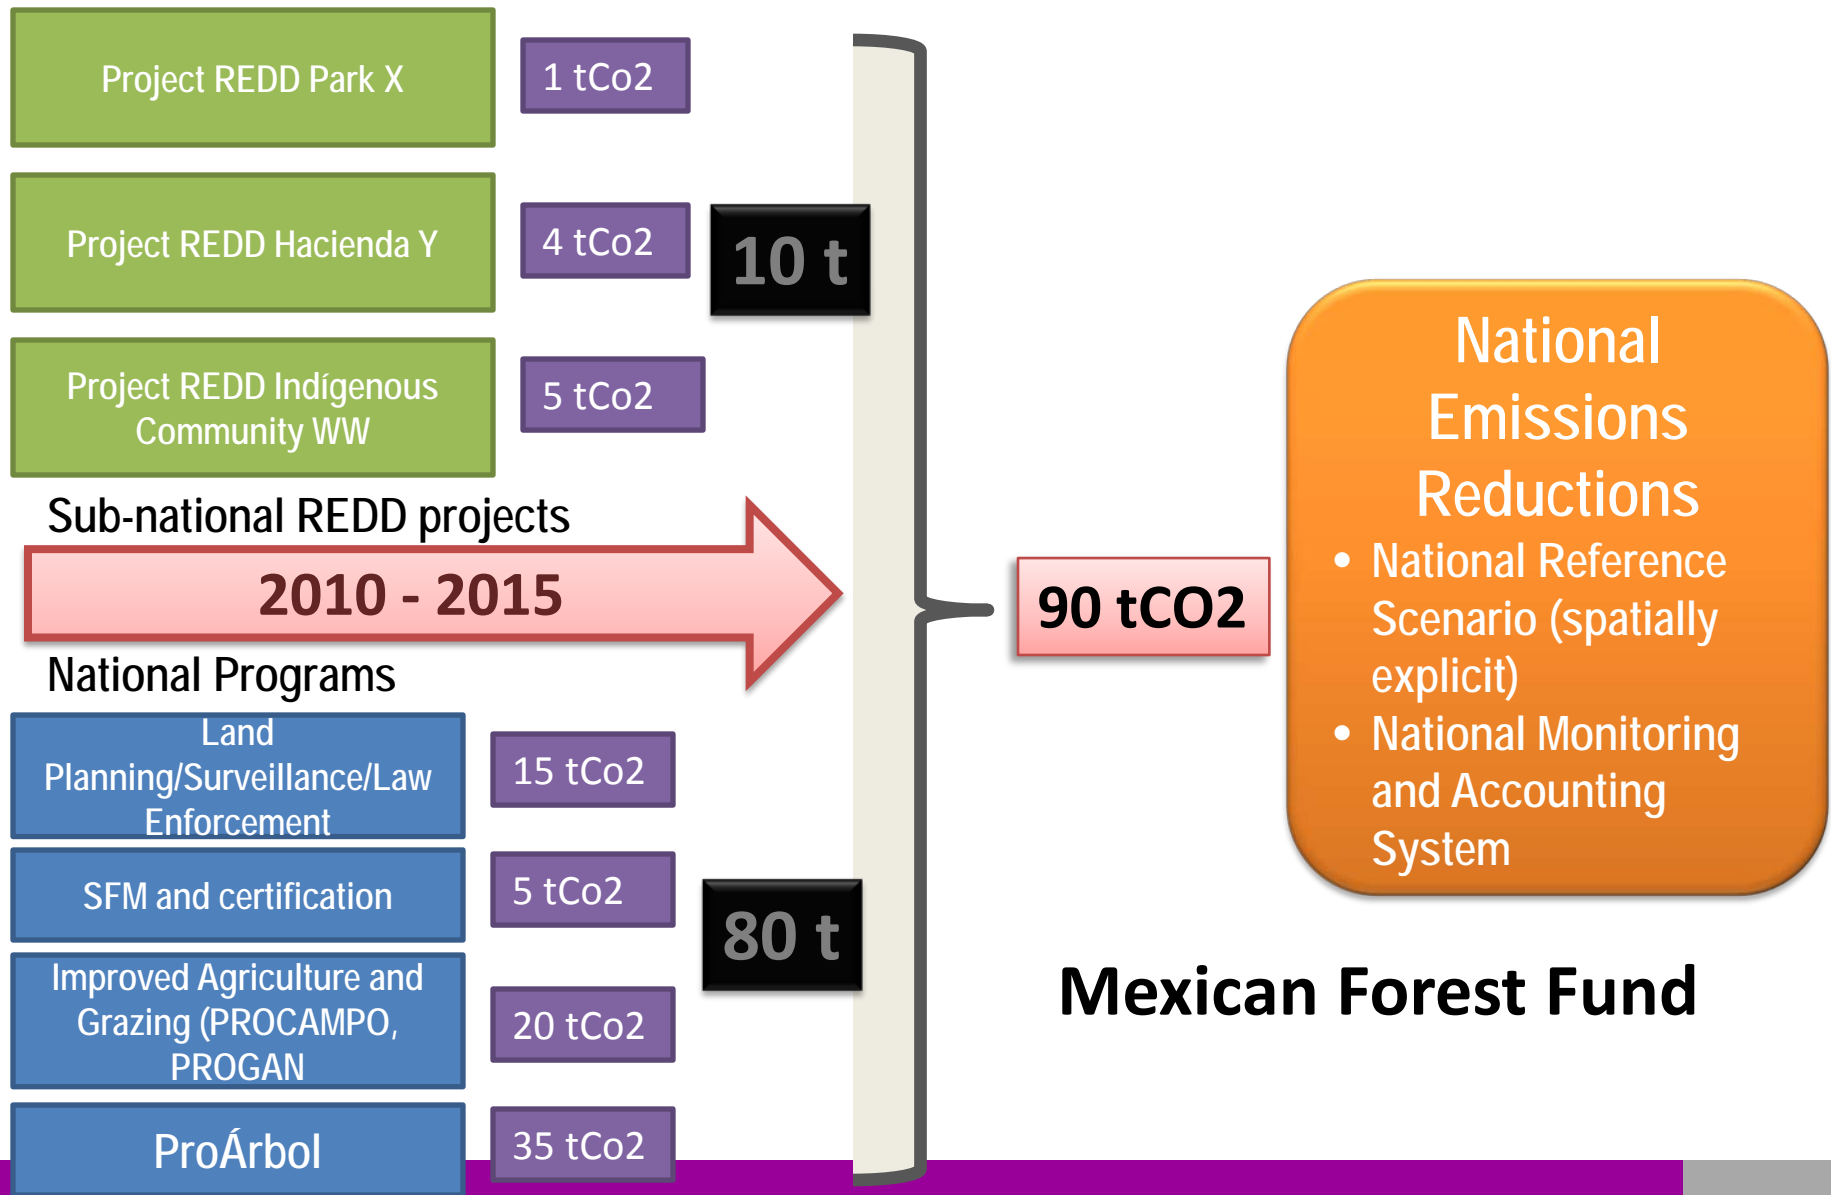 Project REDD Park X
1 tCo2
Project REDD Hacienda Y
4 tCo2
10 t
Project REDD Indígenous
Community WW
5 tCo2
Sub-national REDD projects
2010 - 2015
National Programs
Land
Planning/Surveillance/Law
Enforcement
15 tCo2
SFM and certification
5 tCo2
80 t
Improved Agriculture and
Grazing (PROCAMPO,
PROGAN
20 tCo2
ProÁrbol
35 tCo2
90 tCO2
National
Emissions
Reductions
• National Reference
Scenario (spatially
explicit)
• National Monitoring
and Accounting
System
Mexican Forest Fund